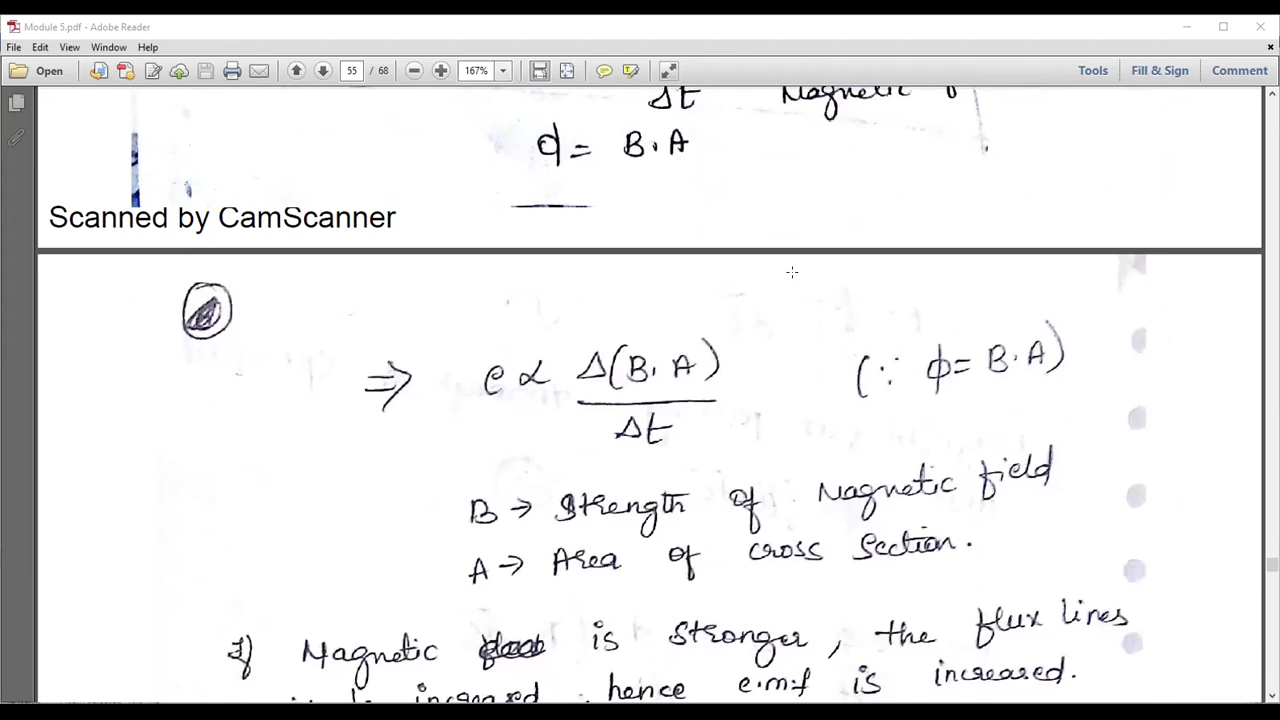 Module 5.pdf - Adobe Reader
File Edit View Window Help
Open 55 / 68 167% Tools Fill & Sign Comment
Δt Magnetic
ϕ = B.A
Scanned by CamScanner
⇒ e ∝ Δ(B.A) / Δt (∵ ϕ = B.A)
B → Strength of Magnetic field
A → Area of cross section.
Magnetic is stronger, the flux lines
increased, hence e.m.f is increased.